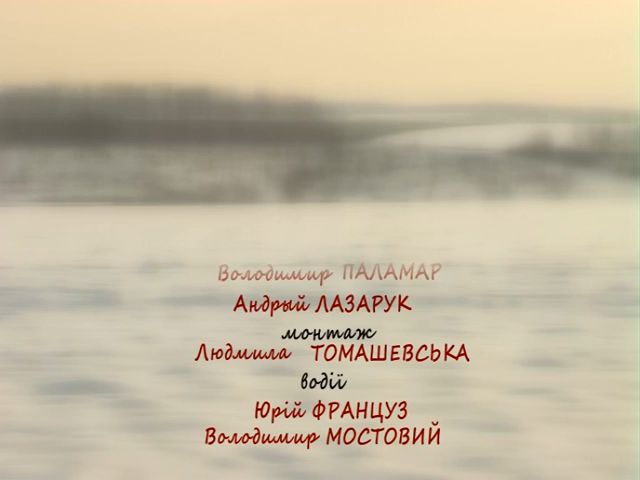 Володимир ПАЛАМАР
Андрый ЛАЗАРУК
монтаж
Людмила ТОМАШЕВСЬКА
водії
Юрій ФРАНЦУЗ
Володимир МОСТОВИЙ